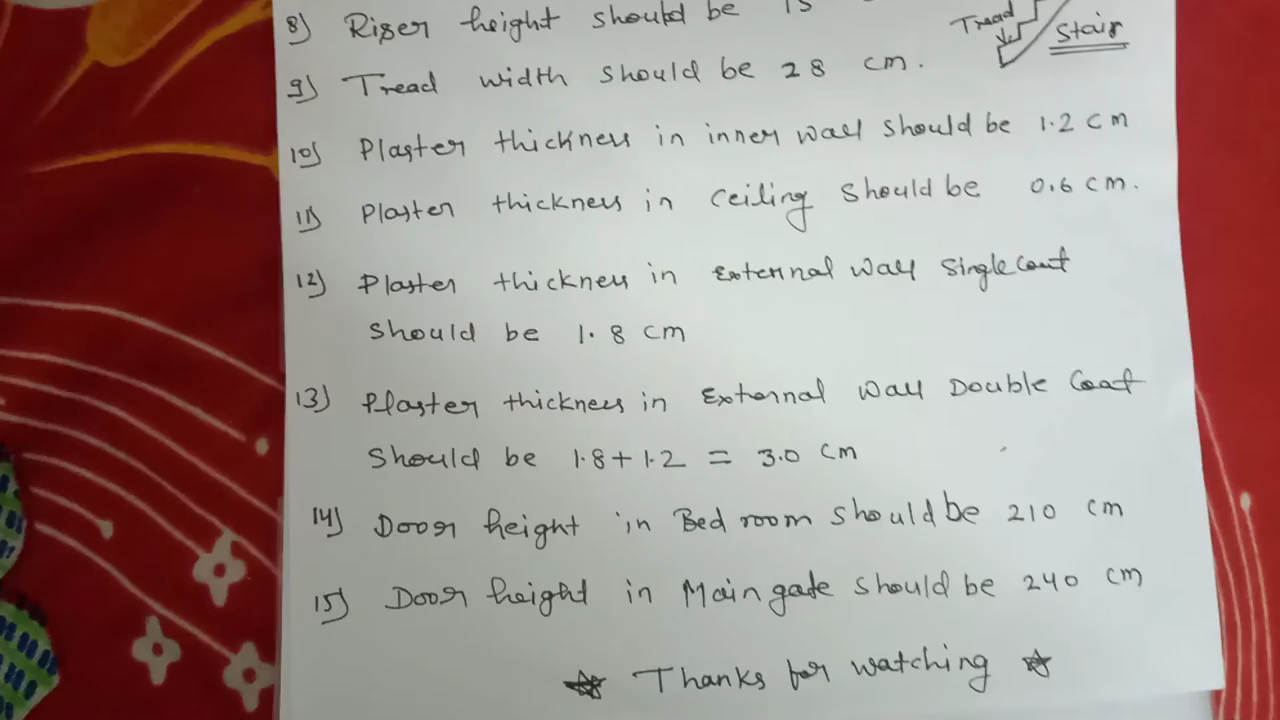 8) Riser height should be 15
Tread
Stair
9) Tread width should be 28 cm.
10) Plaster thickness in inner wall should be 1.2 cm
11) Plaster thickness in ceiling should be 0.6 cm.
12) Plaster thickness in External wall single coat
should be 1.8 cm
13) Plaster thickness in External wall Double Coat
should be 1.8 + 1.2 = 3.0 cm
14) Door height in Bed room should be 210 cm
15) Door height in Main gate should be 240 cm
Thanks for watching